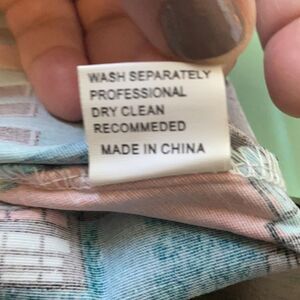 WASH SEPARATELY
PROFESSIONAL
DRY CLEAN
RECOMMEDED
MADE IN CHINA